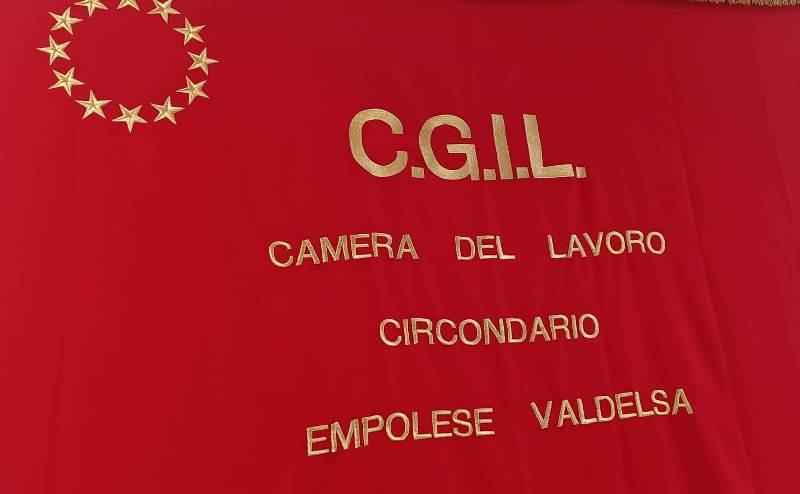 C.G.I.L.
CAMERA DEL LAVORO
CIRCONDARIO
EMPOLESE VALDELSA